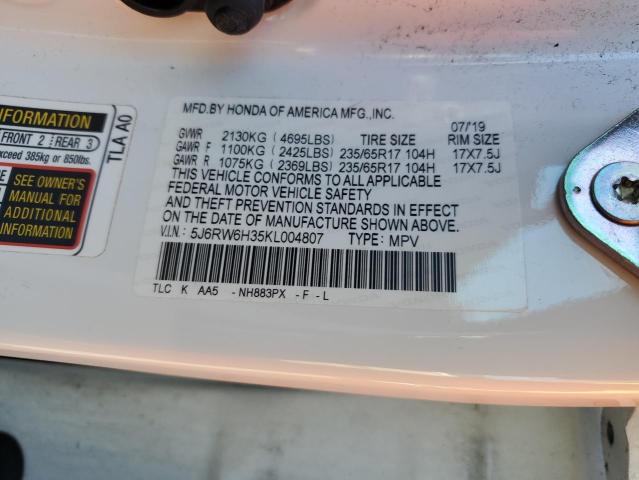 INFORMATION
FRONT 2 REAR 3
xceed 385kg or 850lbs.
SEE OWNER'S
MANUAL FOR
ADDITIONAL
INFORMATION
TLA A0
MFD.BY HONDA OF AMERICA MFG.,INC.
07/19
GVWR 2130KG (4695LBS) TIRE SIZE RIM SIZE
GAWR F 1100KG (2425LBS) 235/65R17 104H 17X7.5J
GAWR R 1075KG (2369LBS) 235/65R17 104H 17X7.5J
THIS VEHICLE CONFORMS TO ALL APPLICABLE
FEDERAL MOTOR VEHICLE SAFETY
AND THEFT PREVENTION STANDARDS IN EFFECT
ON THE DATE OF MANUFACTURE SHOWN ABOVE.
V.I.N.: 5J6RW6H35KL004807 TYPE: MPV
TLC K AA5 -NH883PX -F -L